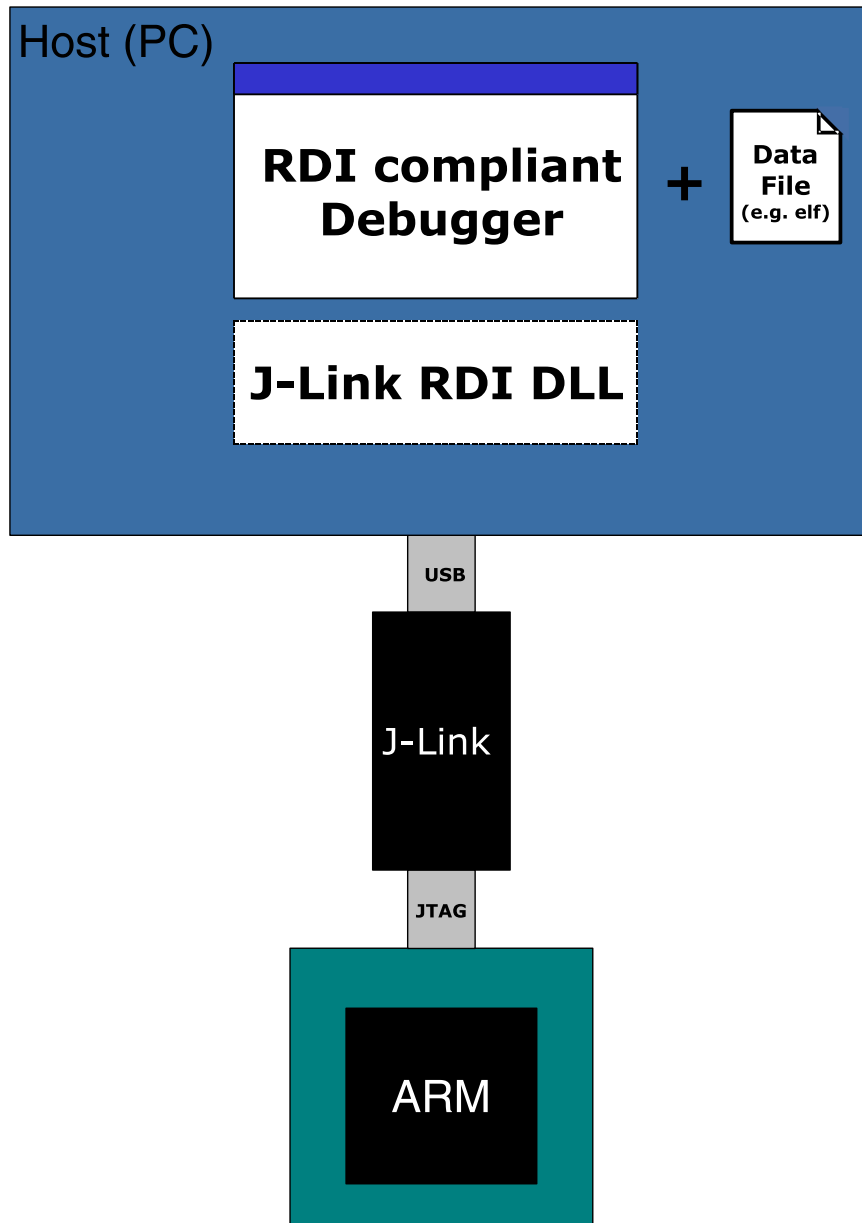 Host (PC)
RDI compliant
Debugger
+
Data
File
(e.g. elf)
J-Link RDI DLL
USB
J-Link
JTAG
ARM